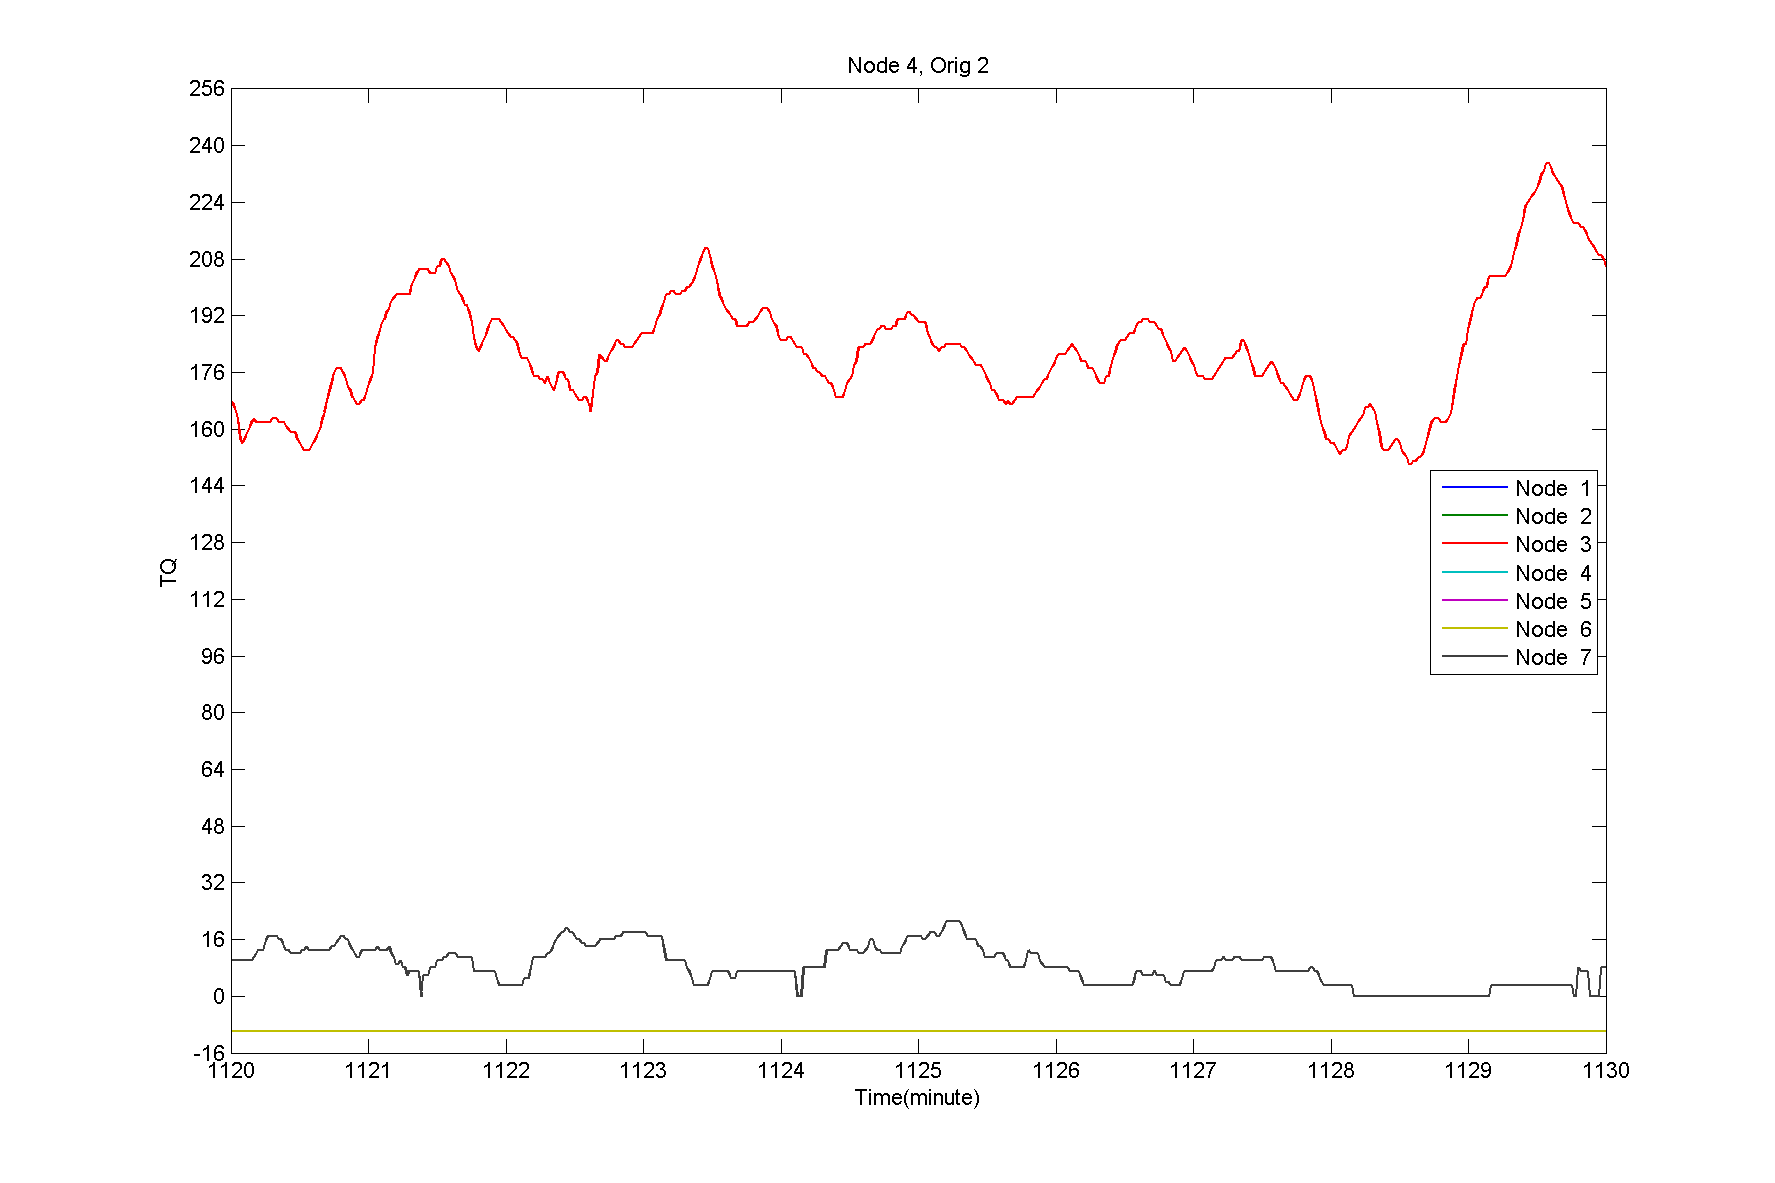 Node 4, Orig 2
256
240
224
208
192
176
160
144
128
112
96
80
64
48
32
16
0
-16
TQ
Node 1
Node 2
Node 3
Node 4
Node 5
Node 6
Node 7
1120 1121 1122 1123 1124 1125 1126 1127 1128 1129 1130
Time(minute)